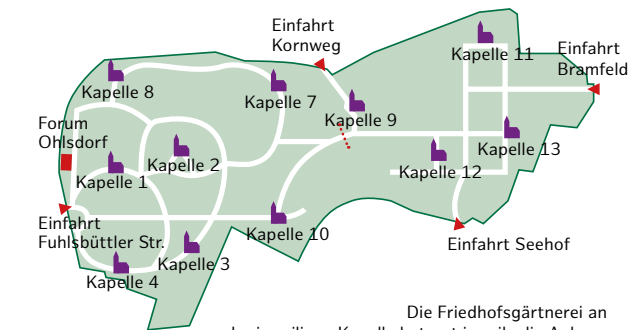 Einfahrt
Kornweg
Kapelle 11
Einfahrt
Bramfeld
Kapelle 8
Kapelle 7
Kapelle 9
Forum
Ohlsdorf
Kapelle 2
Kapelle 13
Kapelle 1
Kapelle 12
Einfahrt
Fuhlsbüttler Str.
Kapelle 10
Einfahrt Seehof
Kapelle 3
Kapelle 4
Die Friedhofsgärtnerei an